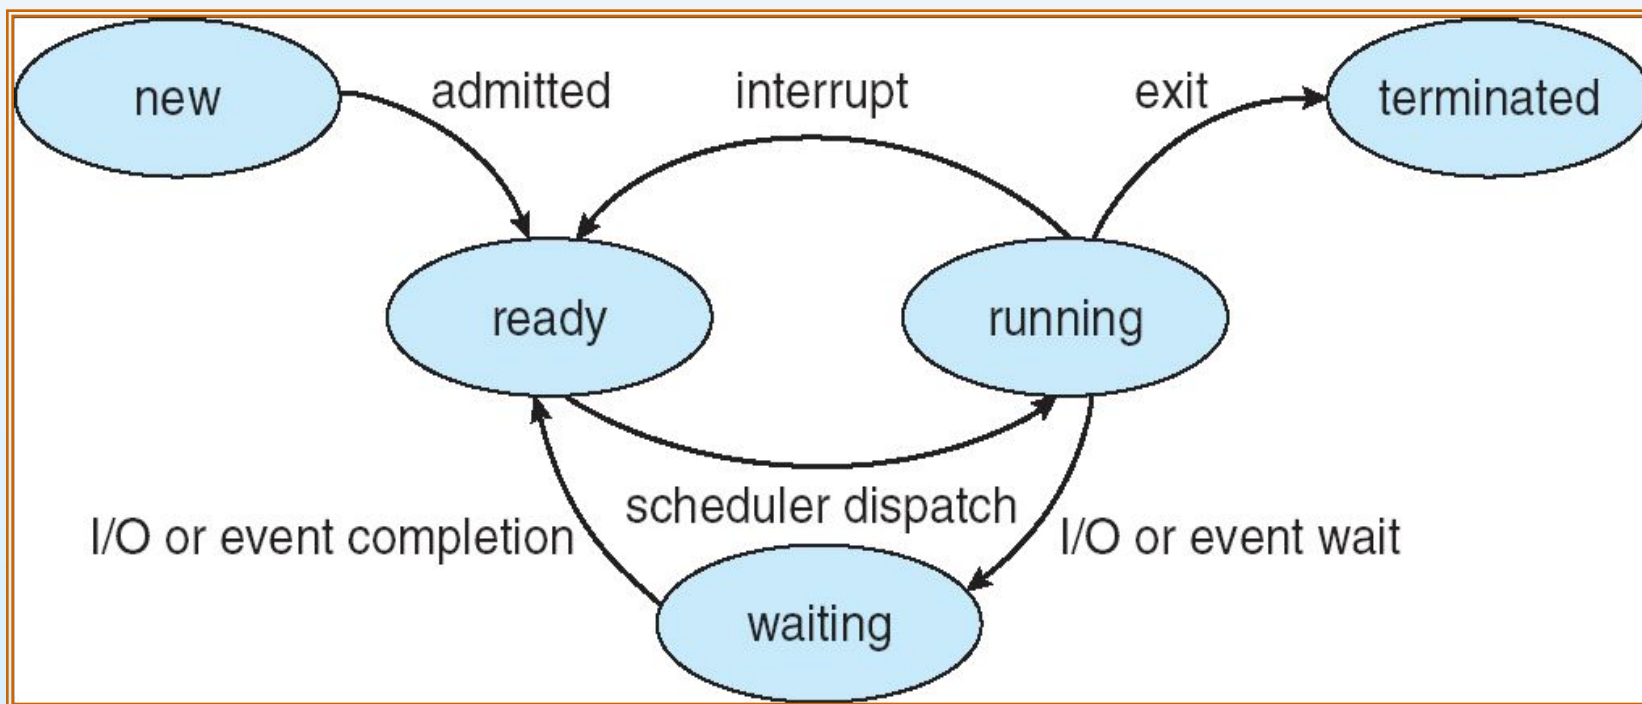 new
admitted
interrupt
exit
terminated
ready
running
scheduler dispatch
I/O or event completion
I/O or event wait
waiting